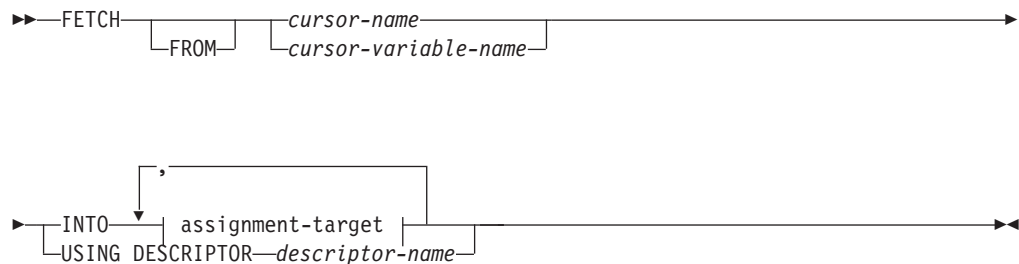 FETCH cursor-name
FROM cursor-variable-name
,
INTO assignment-target
USING DESCRIPTOR descriptor-name